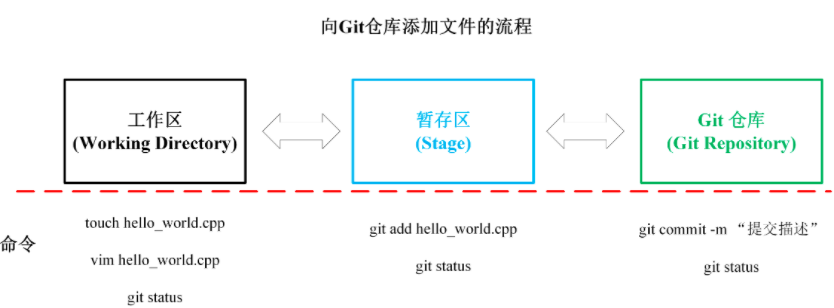 向Git仓库添加文件的流程
工作区
(Working Directory)
暂存区
(Stage)
Git 仓库
(Git Repository)
命令
touch hello_world.cpp
vim hello_world.cpp
git status
git add hello_world.cpp
git status
git commit -m “提交描述”
git status